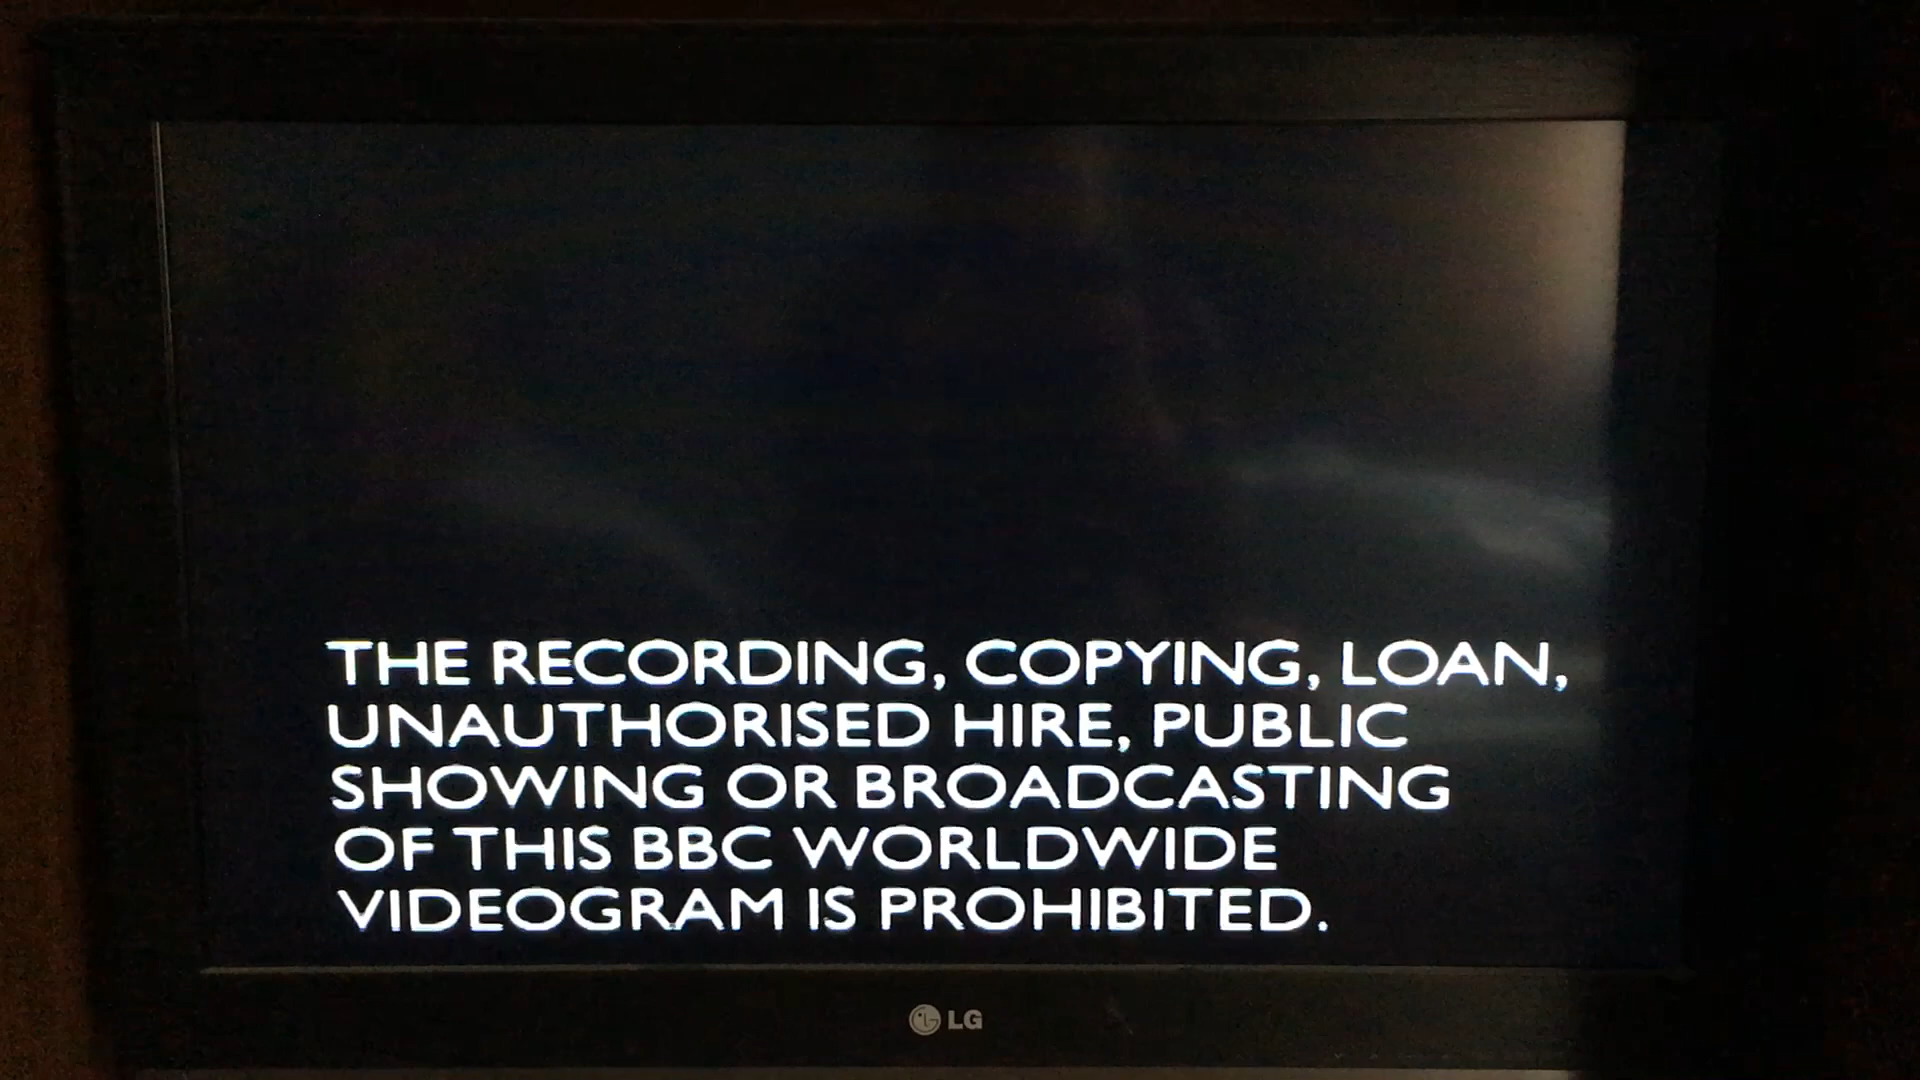 THE RECORDING, COPYING, LOAN,
UNAUTHORISED HIRE, PUBLIC
SHOWING OR BROADCASTING
OF THIS BBC WORLDWIDE
VIDEOGRAM IS PROHIBITED.
LG